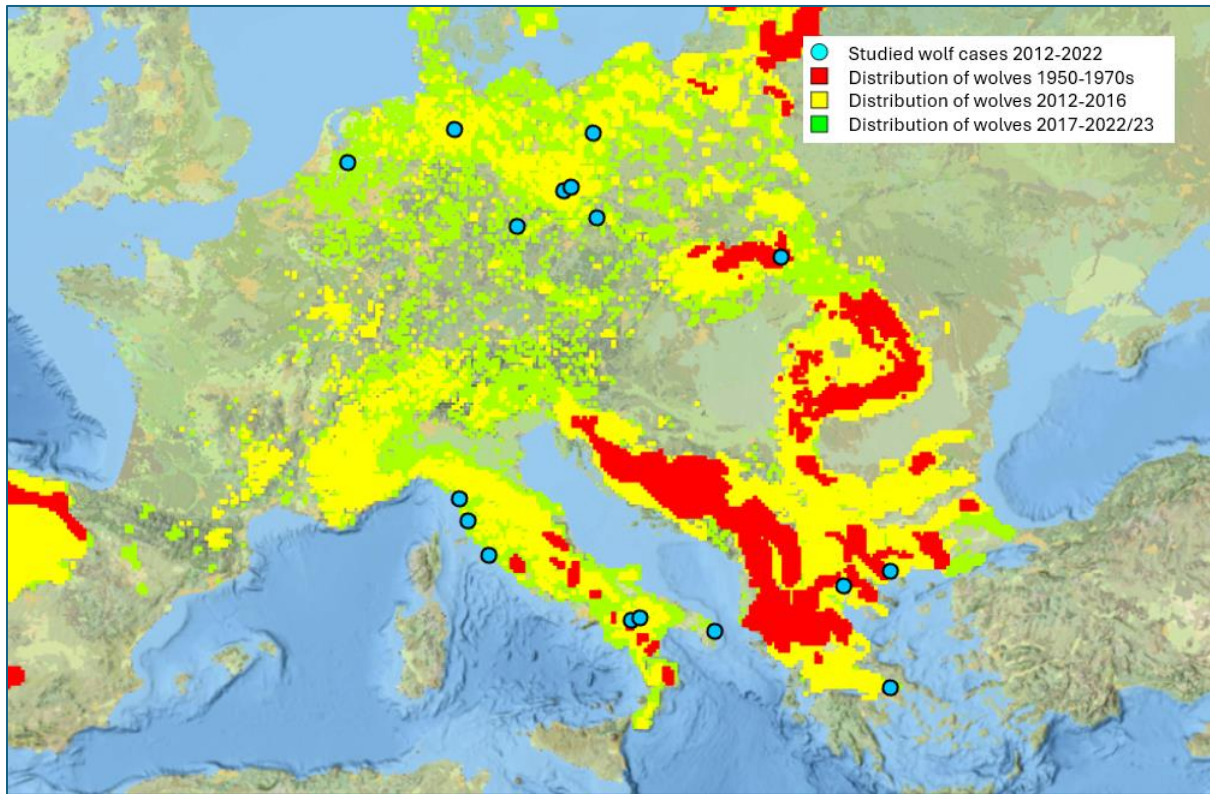 Studied wolf cases 2012-2022
Distribution of wolves 1950-1970s
Distribution of wolves 2012-2016
Distribution of wolves 2017-2022/23